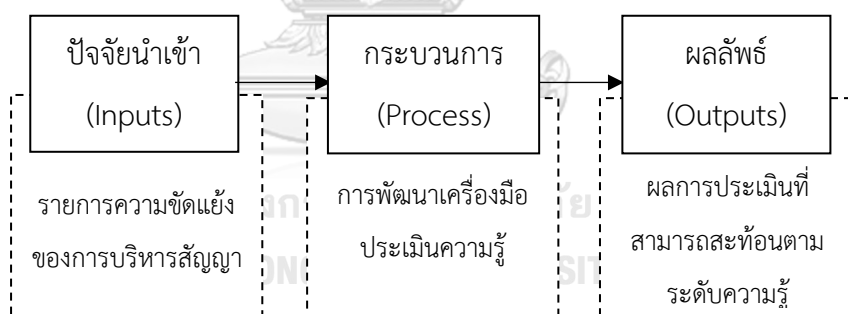 ปัจจัยนำเข้า
(Inputs)
รายการความขัดแย้ง
ของการบริหารสัญญา
กระบวนการ
(Process)
การพัฒนาเครื่องมือ
ประเมินความรู้
ผลลัพธ์
(Outputs)
ผลการประเมินที่
สามารถสะท้อนตาม
ระดับความรู้